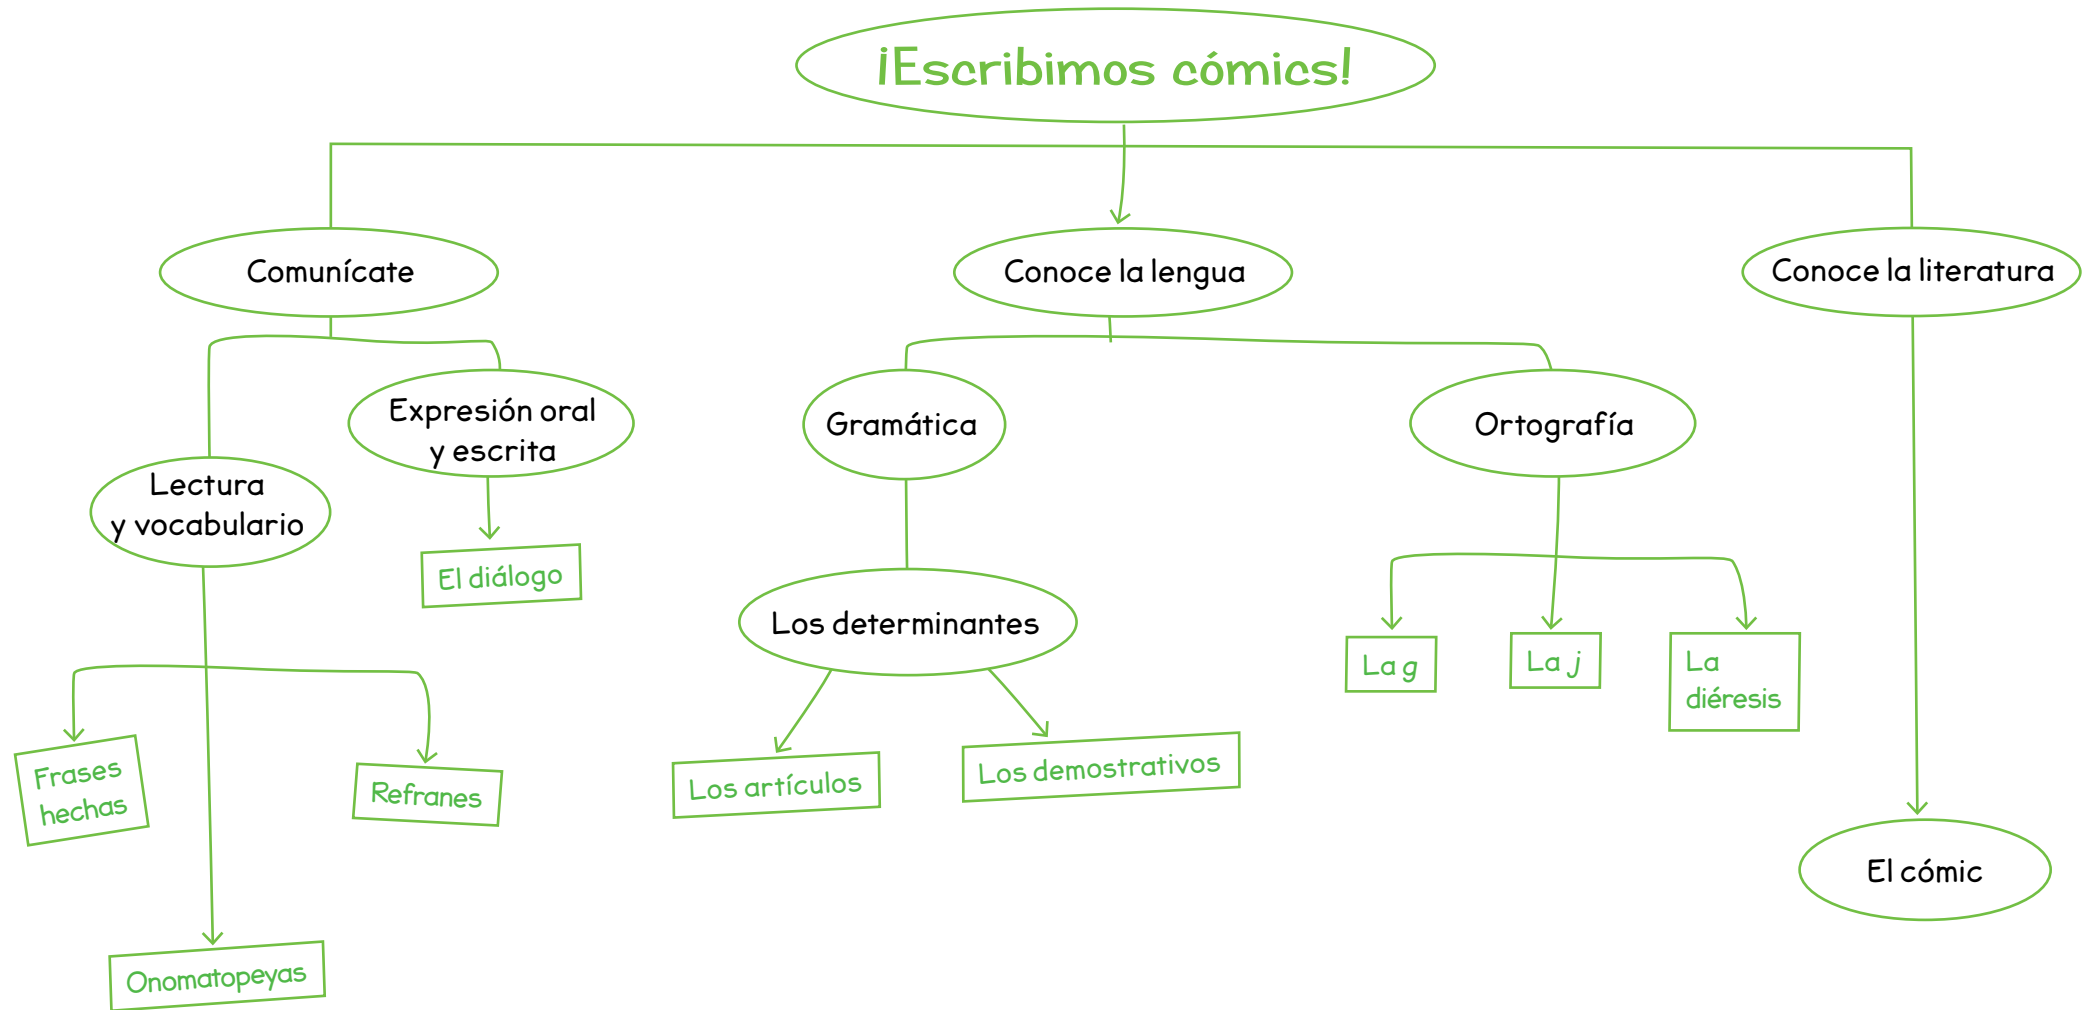 ¡Escribimos cómics!
Comunícate
Conoce la lengua
Conoce la literatura
Expresión oral
y escrita
Gramática
Ortografía
Lectura
y vocabulario
El diálogo
Los determinantes
La g
La j
La
diéresis
Frases
hechas
Refranes
Los artículos
Los demostrativos
El cómic
Onomatopeyas